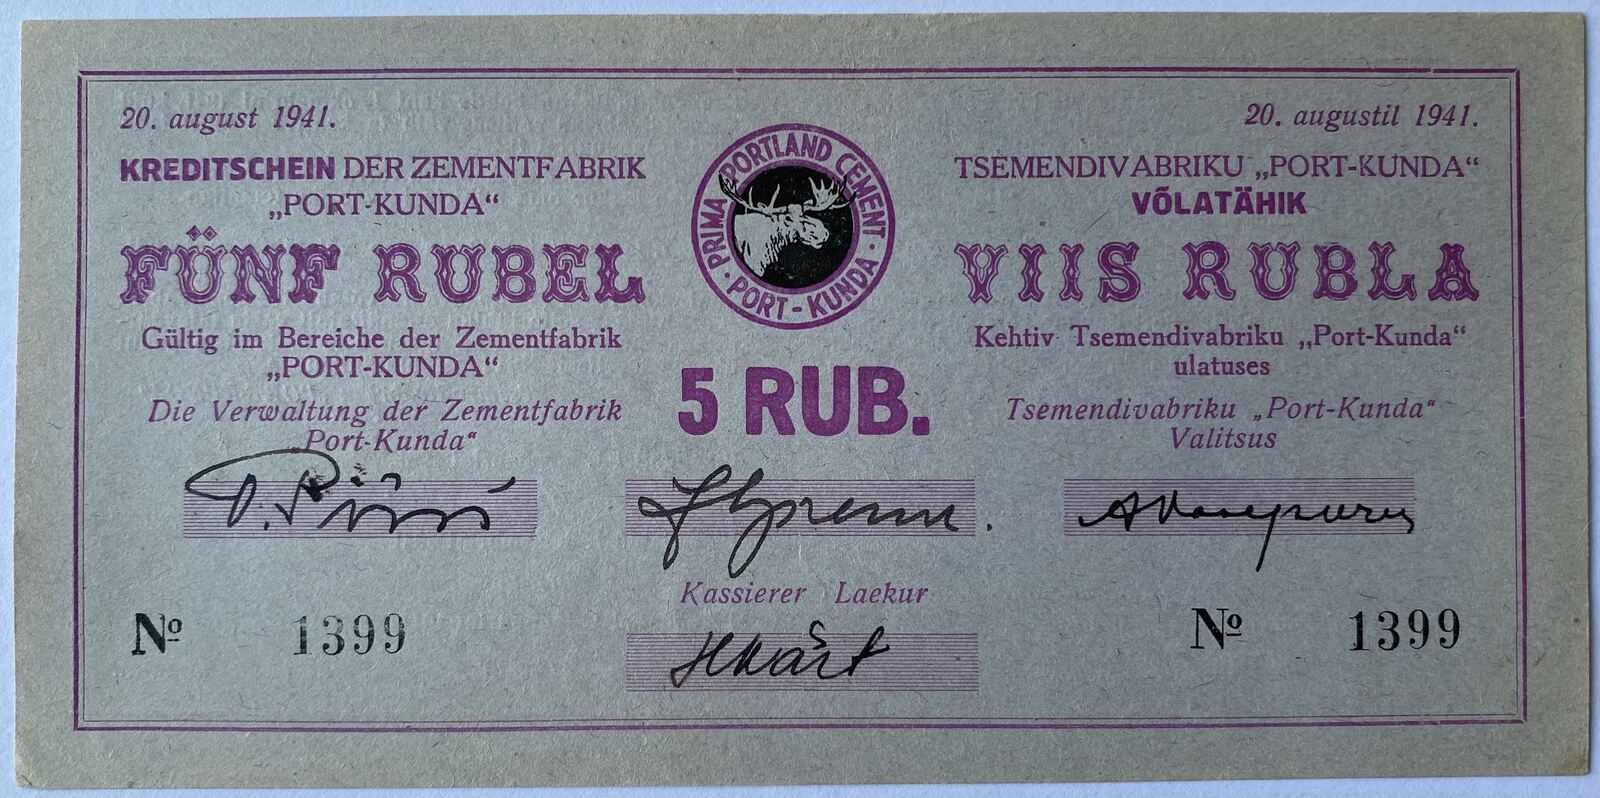 20. august 1941.
KREDITSCHEIN DER ZEMENTFABRIK
„PORT-KUNDA“
FÜNF RUBEL
Gültig im Bereiche der Zementfabrik
„PORT-KUNDA“
Die Verwaltung der Zementfabrik
„Port-Kunda“
PRIMA PORTLAND CEMENT
· PORT-KUNDA ·
5 RUB.
20. augustil 1941.
TSEMENDIVABRIKU „PORT-KUNDA“
VÕLATÄHIK
VIIS RUBLA
Kehtiv Tsemendivabriku „Port-Kunda“
ulatuses
Tsemendivabriku „Port-Kunda“
Valitsus
Kassierer Laekur
№ 1399
№ 1399